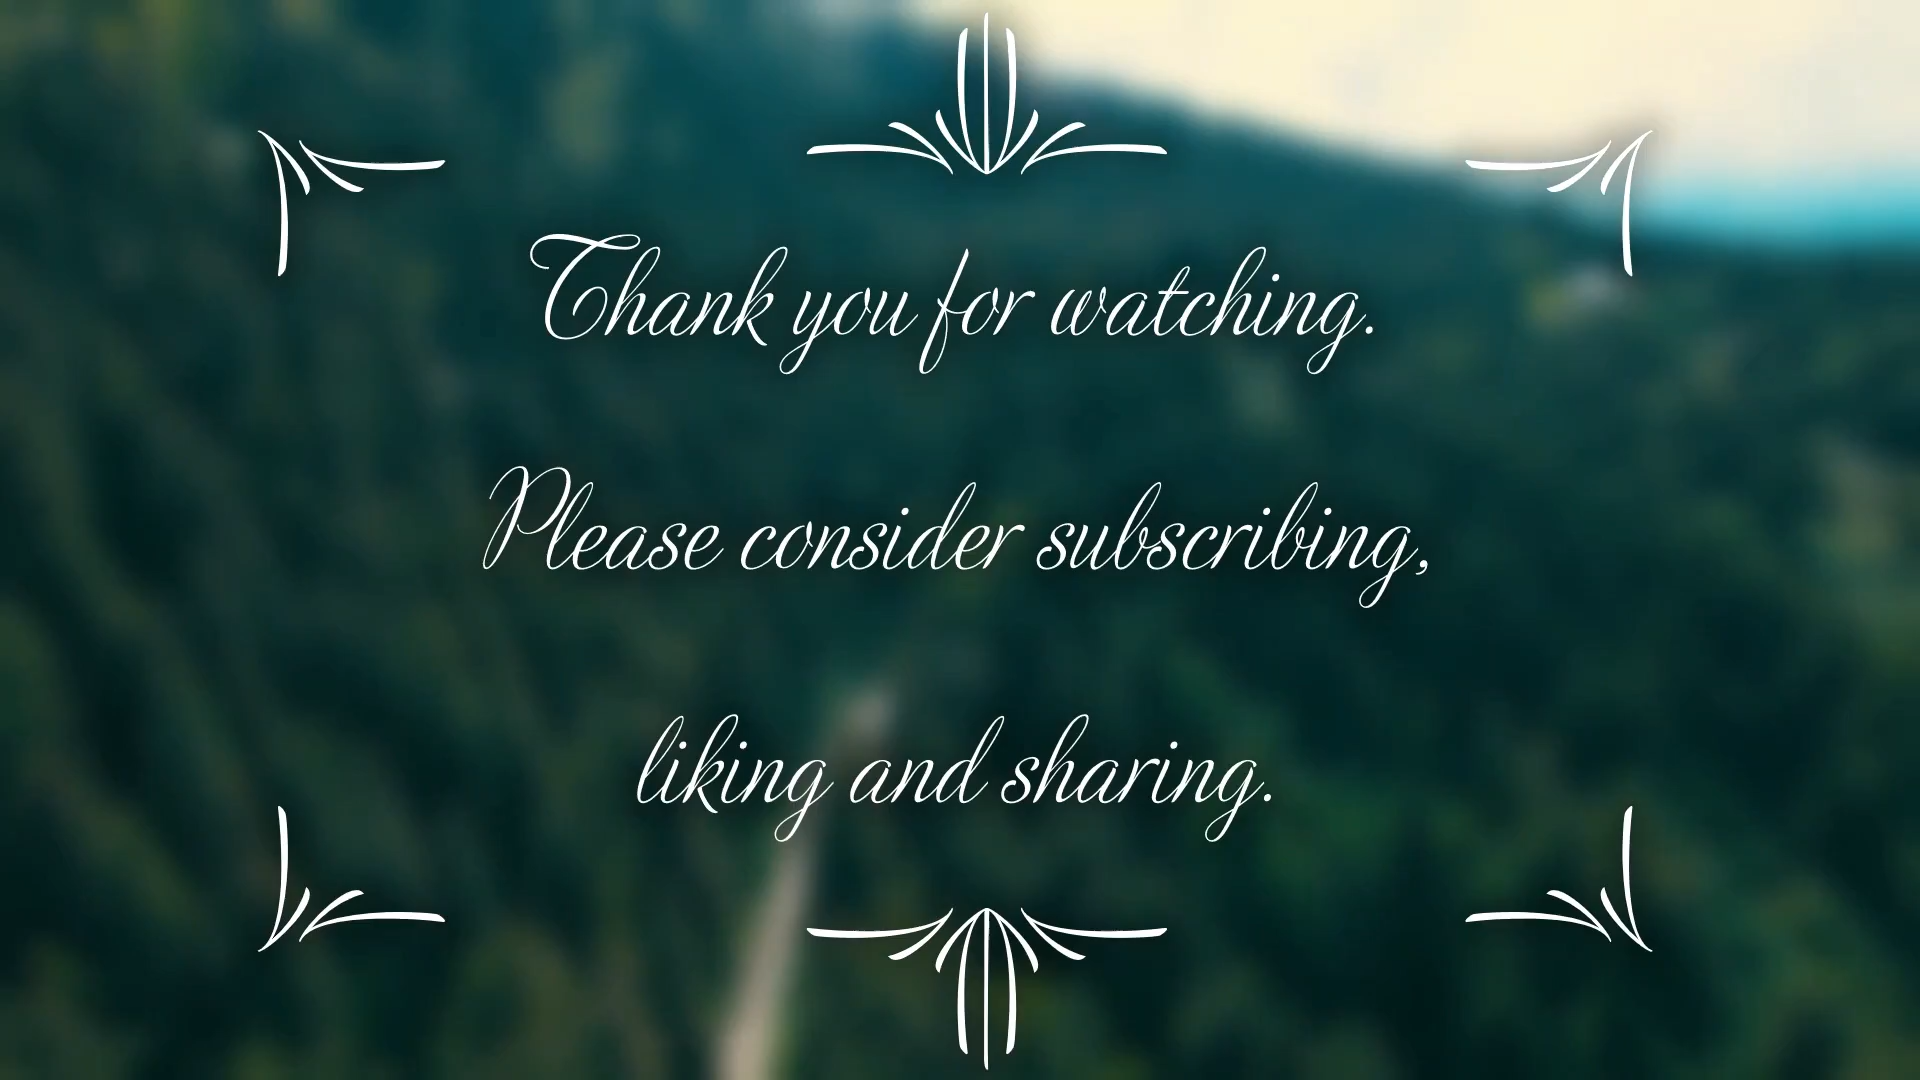 Thank you for watching.
Please consider subscribing,
liking and sharing.